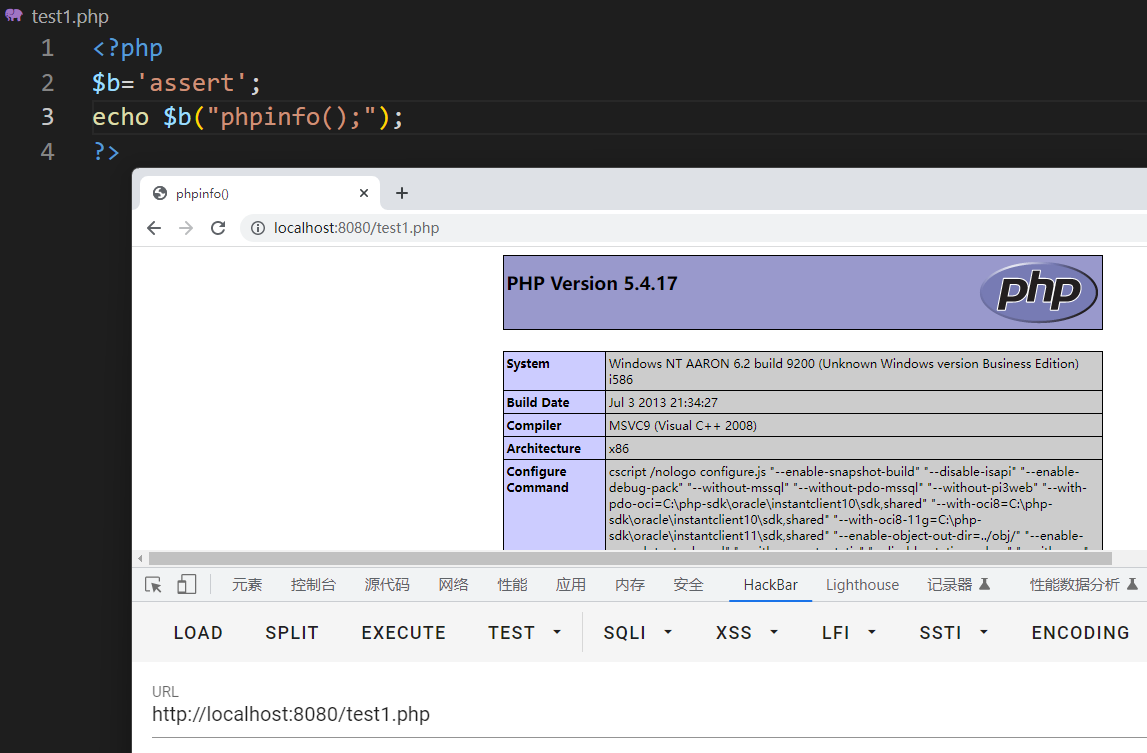 test1.php
1 <?php
2 $b='assert';
3 echo $b("phpinfo();");
4 ?>
phpinfo()
localhost:8080/test1.php
PHP Version 5.4.17
php
System Windows NT AARON 6.2 build 9200 (Unknown Windows version Business Edition)
i586
Build Date Jul 3 2013 21:34:27
Compiler MSVC9 (Visual C++ 2008)
Architecture x86
Configure Command cscript /nologo configure.js "--enable-snapshot-build" "--disable-isapi" "--enable-
debug-pack" "--without-mssql" "--without-pdo-mssql" "--without-pi3web" "--with-
pdo-oci=C:\php-sdk\oracle\instantclient10\sdk,shared" "--with-oci8=C:\php-
sdk\oracle\instantclient10\sdk,shared" "--with-oci8-11g=C:\php-
sdk\oracle\instantclient11\sdk,shared" "--enable-object-out-dir=../obj/" "--enable-
元素 控制台 源代码 网络 性能 应用 内存 安全 HackBar Lighthouse 记录器 性能数据分析
LOAD SPLIT EXECUTE TEST SQLI XSS LFI SSTI ENCODING
URL
http://localhost:8080/test1.php